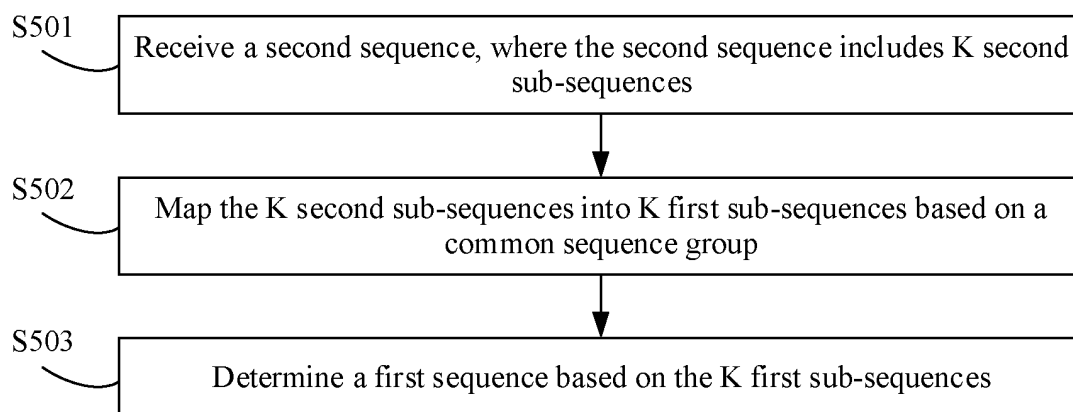 S501
Receive a second sequence, where the second sequence includes K second
sub-sequences
S502
Map the K second sub-sequences into K first sub-sequences based on a
common sequence group
S503
Determine a first sequence based on the K first sub-sequences